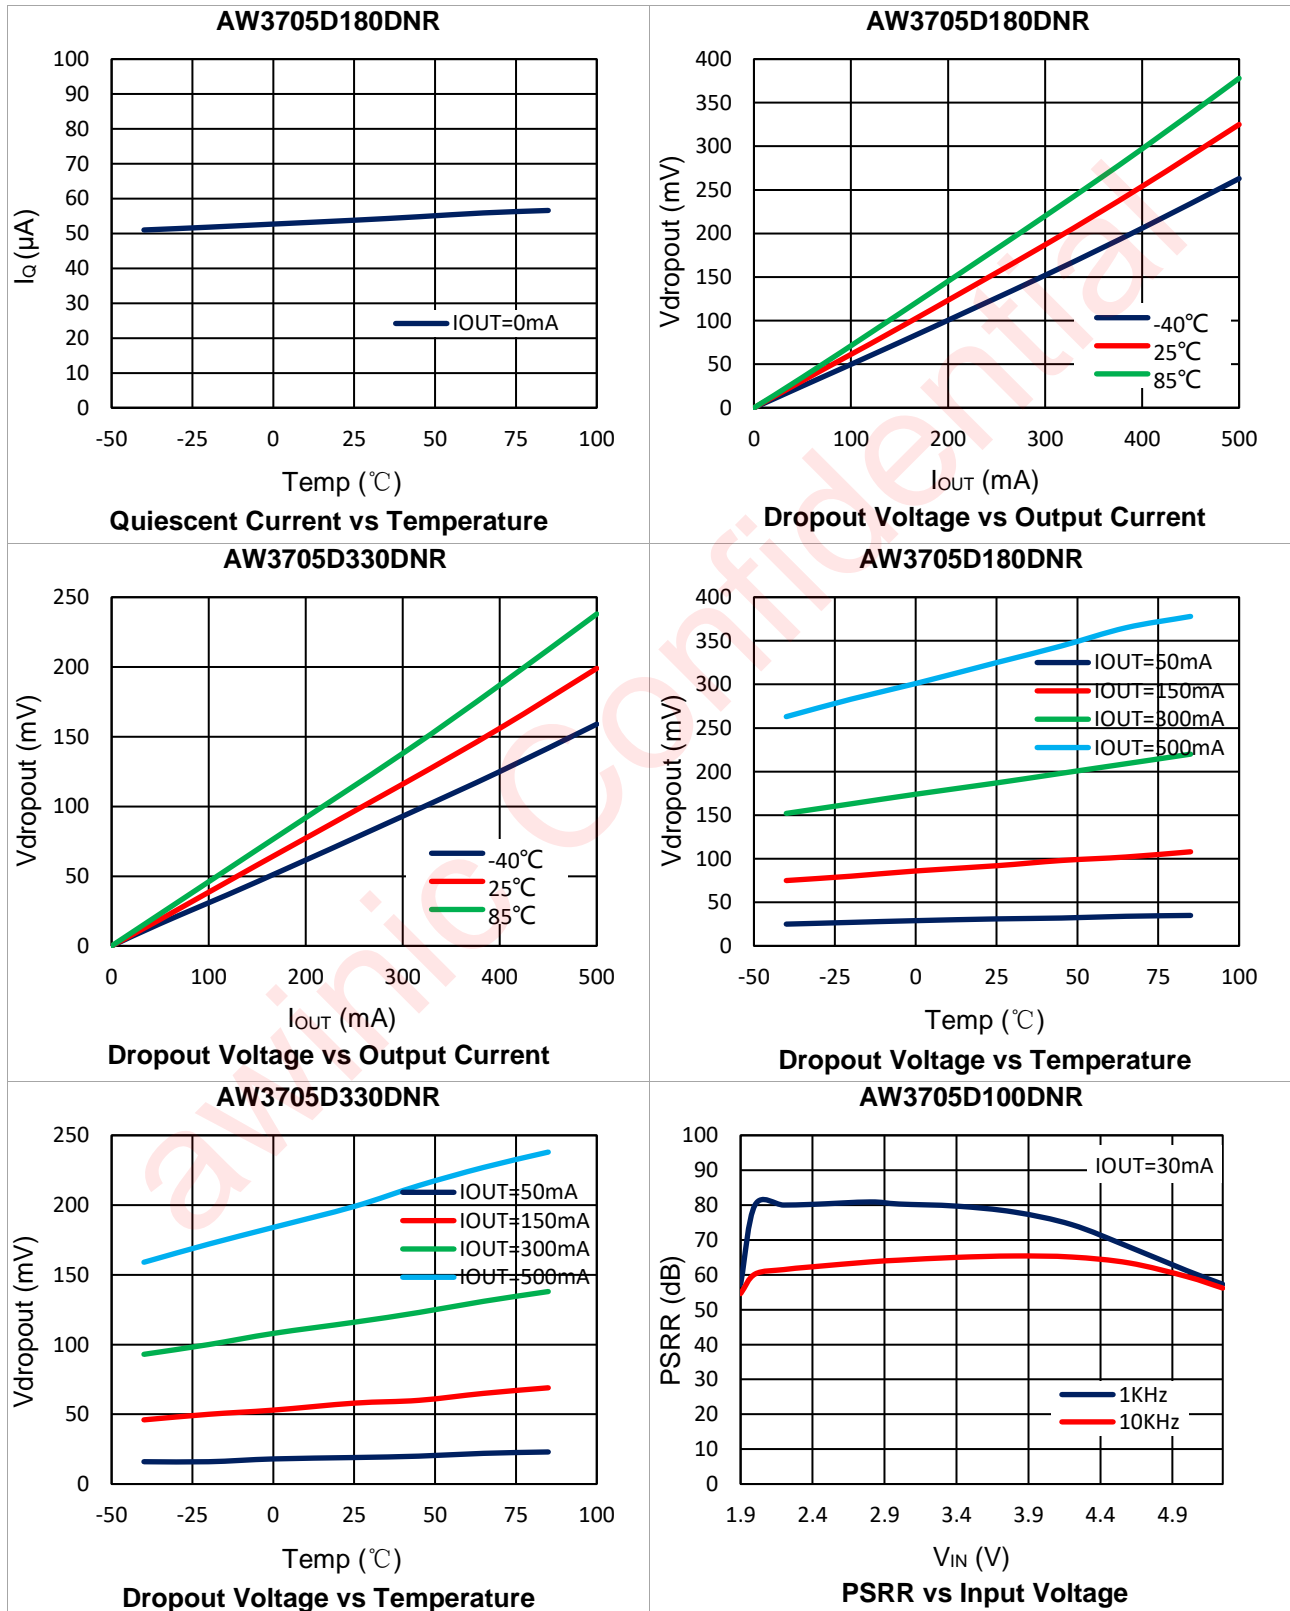 AW3705D180DNR
100
90
80
70
60
50
40
30
20
10
0
IQ (µA)
IOUT=0mA
-50 -25 0 25 50 75 100
Temp (℃)
Quiescent Current vs Temperature
AW3705D180DNR
400
350
300
250
200
150
100
50
0
Vdropout (mV)
-40℃
25℃
85℃
0 100 200 300 400 500
IOUT (mA)
Dropout Voltage vs Output Current
AW3705D330DNR
250
200
150
100
50
0
Vdropout (mV)
-40℃
25℃
85℃
0 100 200 300 400 500
IOUT (mA)
Dropout Voltage vs Output Current
AW3705D180DNR
400
350
300
250
200
150
100
50
0
Vdropout (mV)
IOUT=50mA
IOUT=150mA
IOUT=300mA
IOUT=500mA
-50 -25 0 25 50 75 100
Temp (℃)
Dropout Voltage vs Temperature
AW3705D330DNR
250
200
150
100
50
0
Vdropout (mV)
IOUT=50mA
IOUT=150mA
IOUT=300mA
IOUT=500mA
-50 -25 0 25 50 75 100
Temp (℃)
Dropout Voltage vs Temperature
AW3705D100DNR
100
90
80
70
60
50
40
30
20
10
0
PSRR (dB)
IOUT=30mA
1KHz
10KHz
1.9 2.4 2.9 3.4 3.9 4.4 4.9
VIN (V)
PSRR vs Input Voltage
awinic Confidential